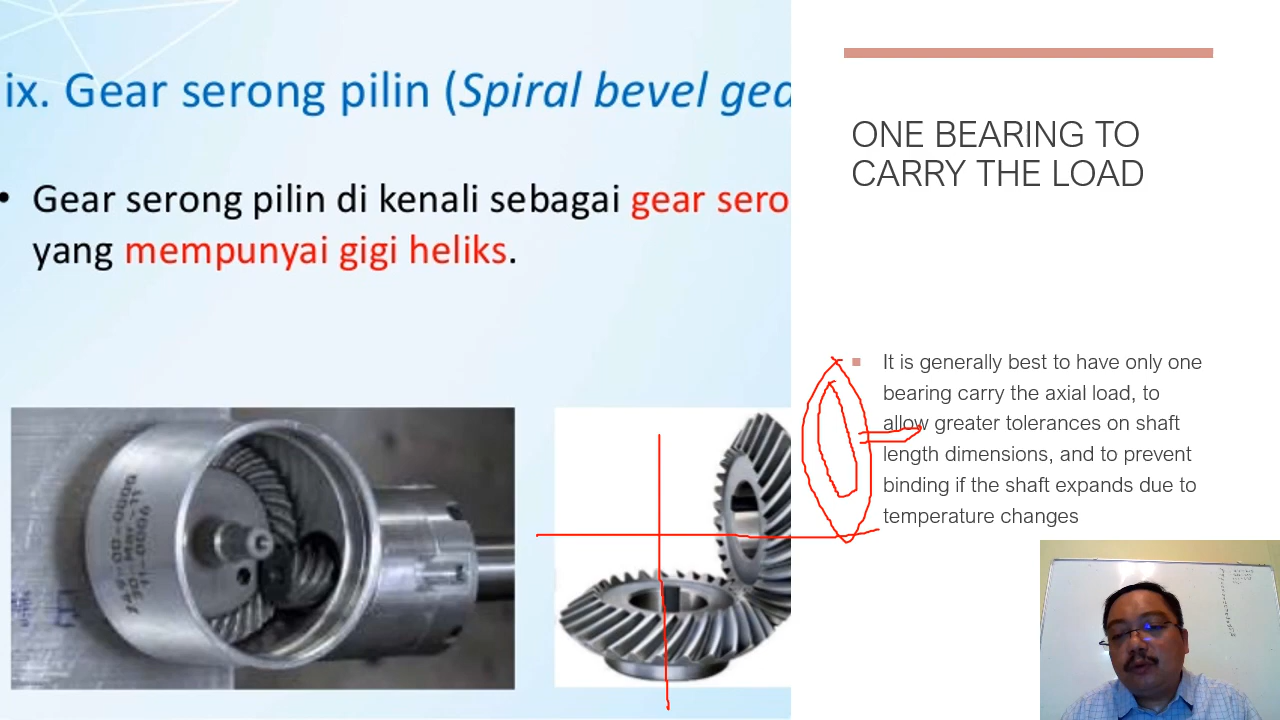 ix. Gear serong pilin (Spiral bevel gea
• Gear serong pilin di kenali sebagai gear sero
yang mempunyai gigi heliks.
ONE BEARING TO
CARRY THE LOAD
It is generally best to have only one
bearing carry the axial load, to
allow greater tolerances on shaft
length dimensions, and to prevent
binding if the shaft expands due to
temperature changes